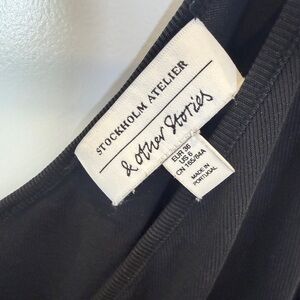 STOCKHOLM ATELIER
& Other Stories
EUR 36
US 6
CN 165/84A
MADE IN
PORTUGAL